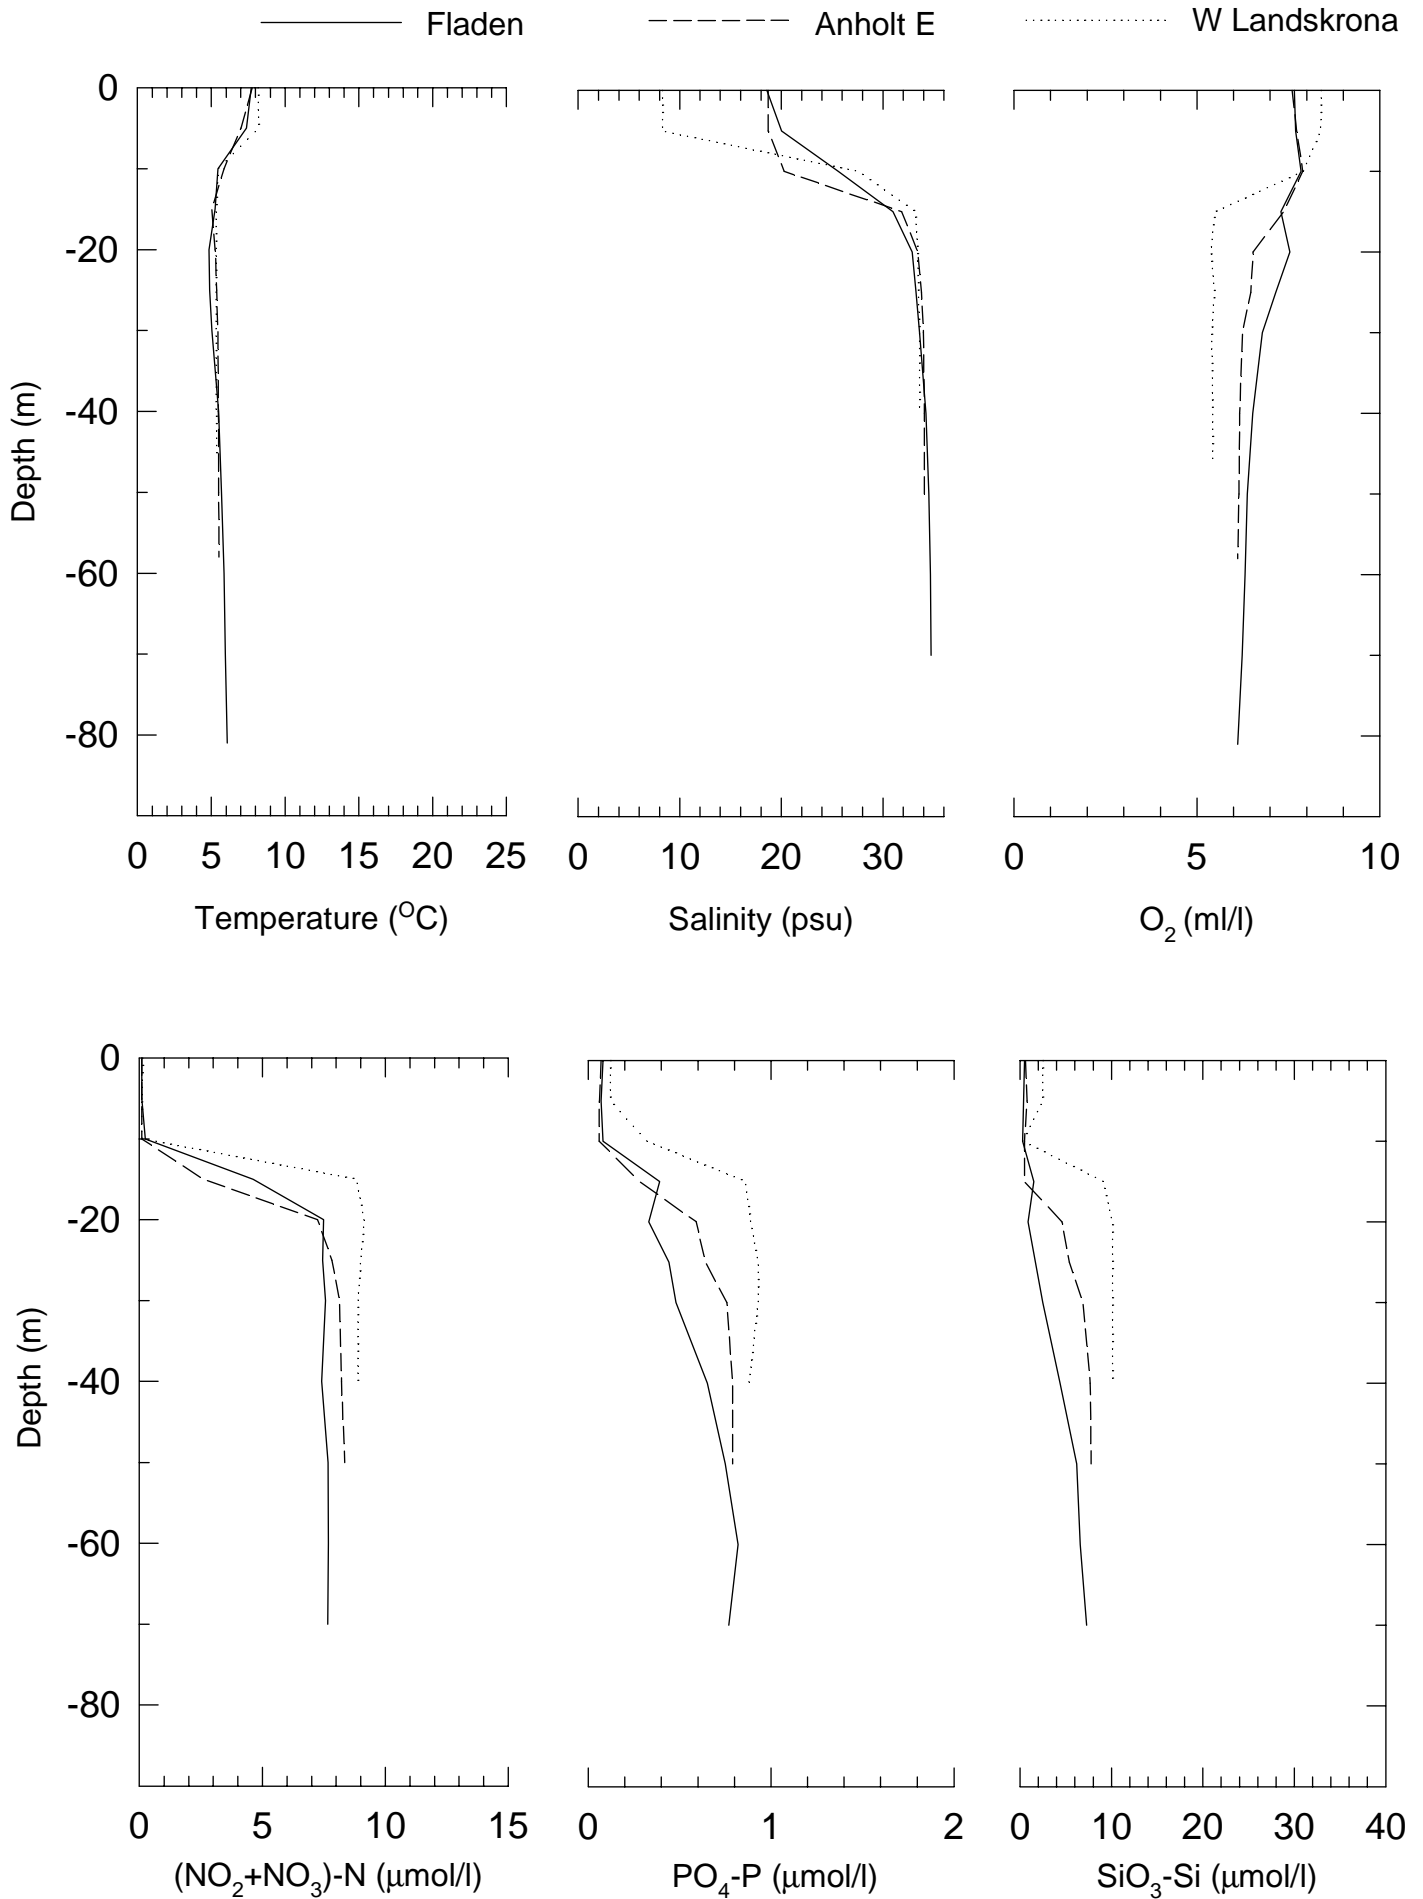 Fladen Anholt E W Landskrona
0
-20
-40
-60
-80
Depth (m)
0 5 10 15 20 25
0 10 20 30
0 5 10
Temperature (°C)
Salinity (psu)
O2 (ml/l)
0
-20
-40
-60
-80
Depth (m)
0 5 10 15
0 1 2
0 10 20 30 40
(NO2+NO3)-N (μmol/l)
PO4-P (μmol/l)
SiO3-Si (μmol/l)